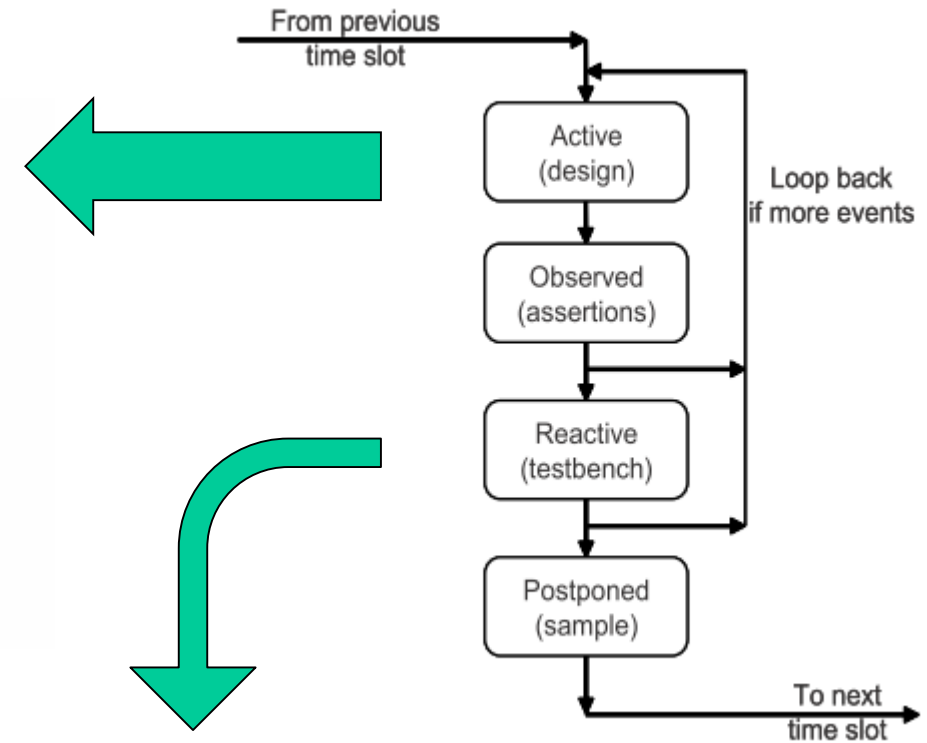 From previous
time slot
Active
(design)
Loop back
if more events
Observed
(assertions)
Reactive
(testbench)
Postponed
(sample)
To next
time slot